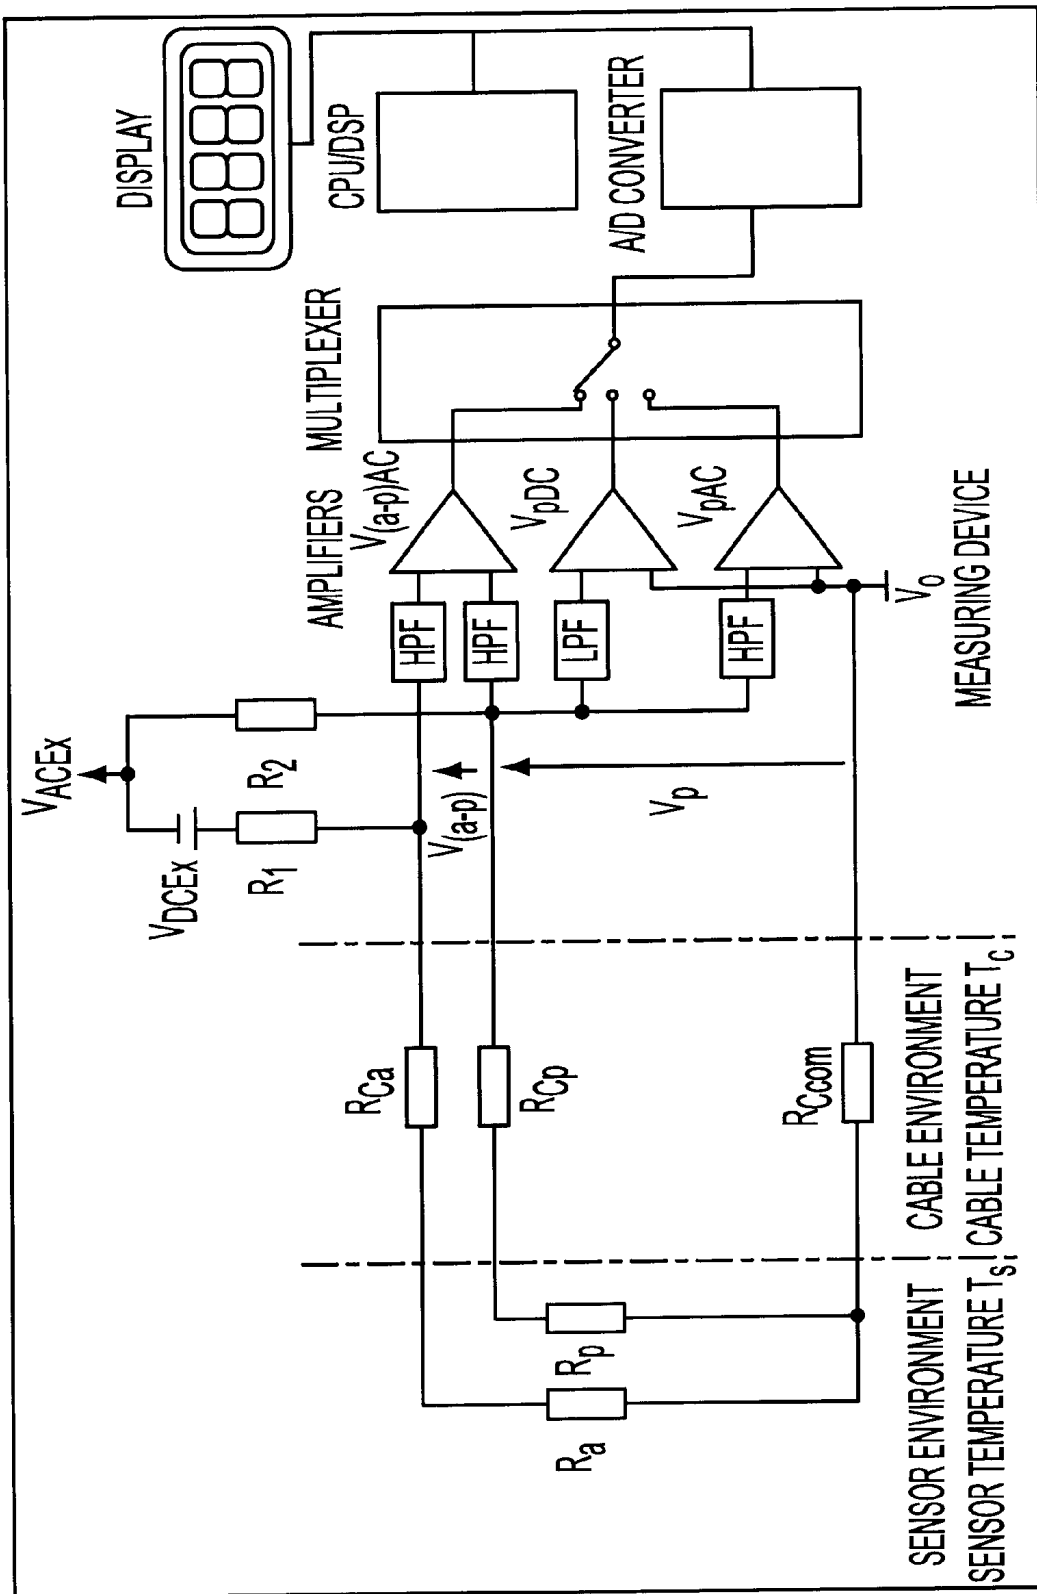 DISPLAY
CPU/DSP
A/D CONVERTER
MULTIPLEXER
AMPLIFIERS
V(a-p)AC
VpDC
VpAC
HPF
HPF
LPF
HPF
V0
MEASURING DEVICE
VACEx
VDCEx
R1
R2
V(a-p)
Vp
RCa
RCp
RCcom
CABLE ENVIRONMENT
CABLE TEMPERATURE TC
Ra
Rp
SENSOR ENVIRONMENT
SENSOR TEMPERATURE TS